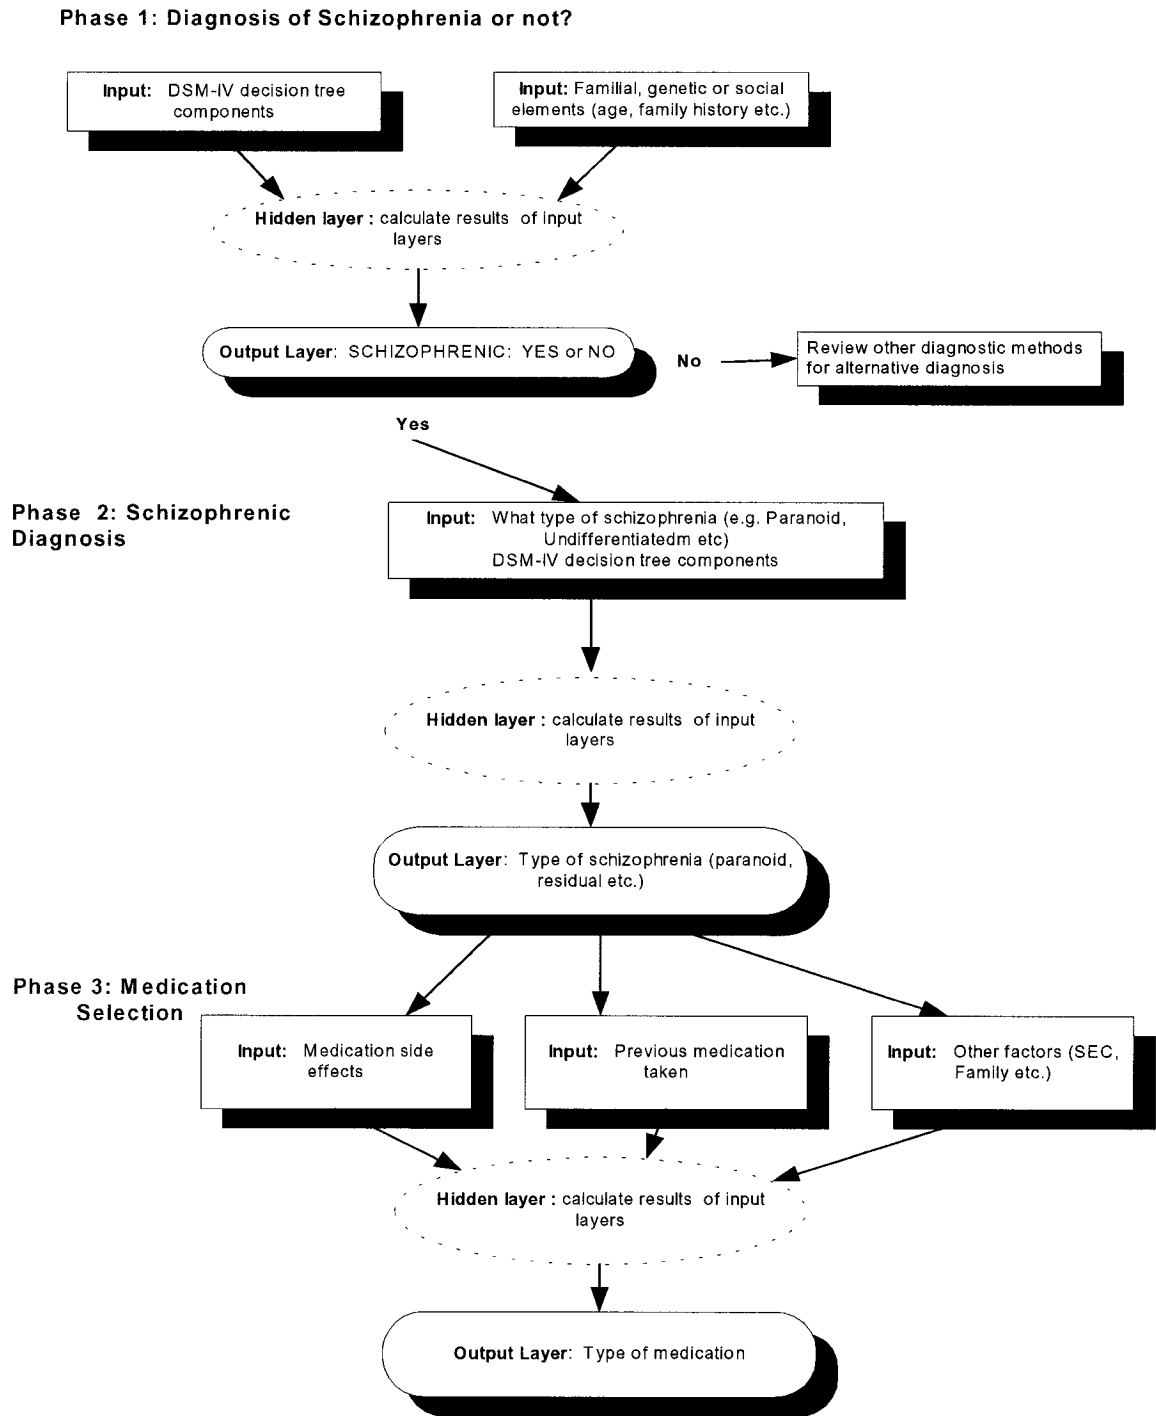 Phase 1: Diagnosis of Schizophrenia or not?
Input: DSM-IV decision tree
components
Input: Familial, genetic or social
elements (age, family history etc.)
Hidden layer : calculate results of input
layers
Output Layer: SCHIZOPHRENIC: YES or NO
No
Review other diagnostic methods
for alternative diagnosis
Yes
Phase 2: Schizophrenic
Diagnosis
Input: What type of schizophrenia (e.g. Paranoid,
Undifferentiatedm etc)
DSM-IV decision tree components
Hidden layer : calculate results of input
layers
Output Layer: Type of schizophrenia (paranoid,
residual etc.)
Phase 3: Medication
Selection
Input: Medication side
effects
Input: Previous medication
taken
Input: Other factors (SEC,
Family etc.)
Hidden layer : calculate results of input
layers
Output Layer: Type of medication